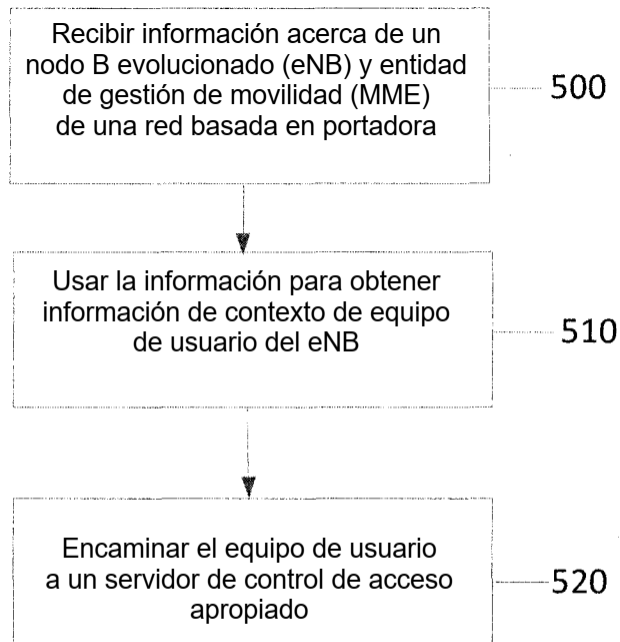 Recibir información acerca de un
nodo B evolucionado (eNB) y entidad
de gestión de movilidad (MME)
de una red basada en portadora
500
Usar la información para obtener
información de contexto de equipo
de usuario del eNB
510
Encaminar el equipo de usuario
a un servidor de control de acceso
apropiado
520